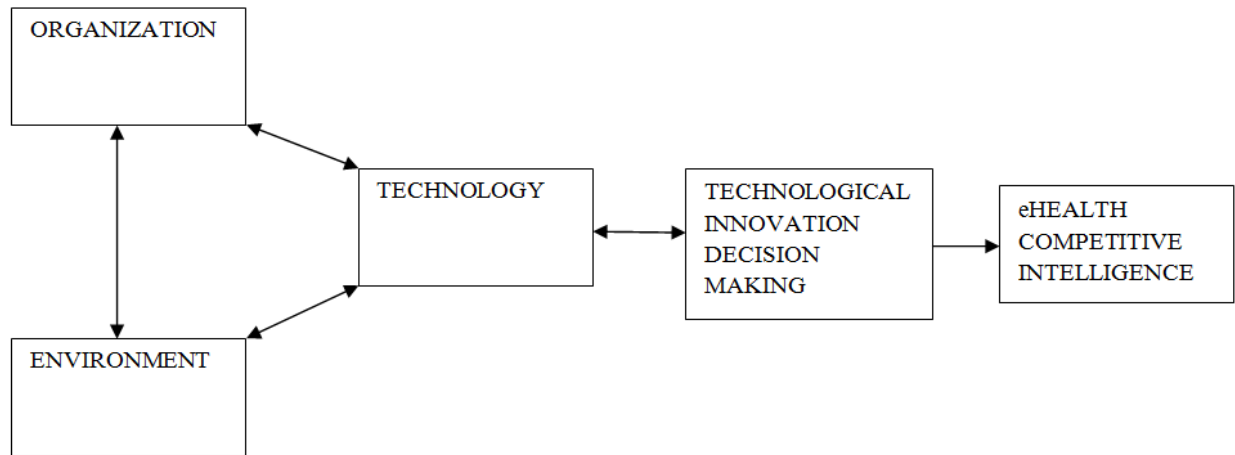 ORGANIZATION
TECHNOLOGY
TECHNOLOGICAL
INNOVATION
DECISION
MAKING
eHEALTH
COMPETITIVE
INTELLIGENCE
ENVIRONMENT